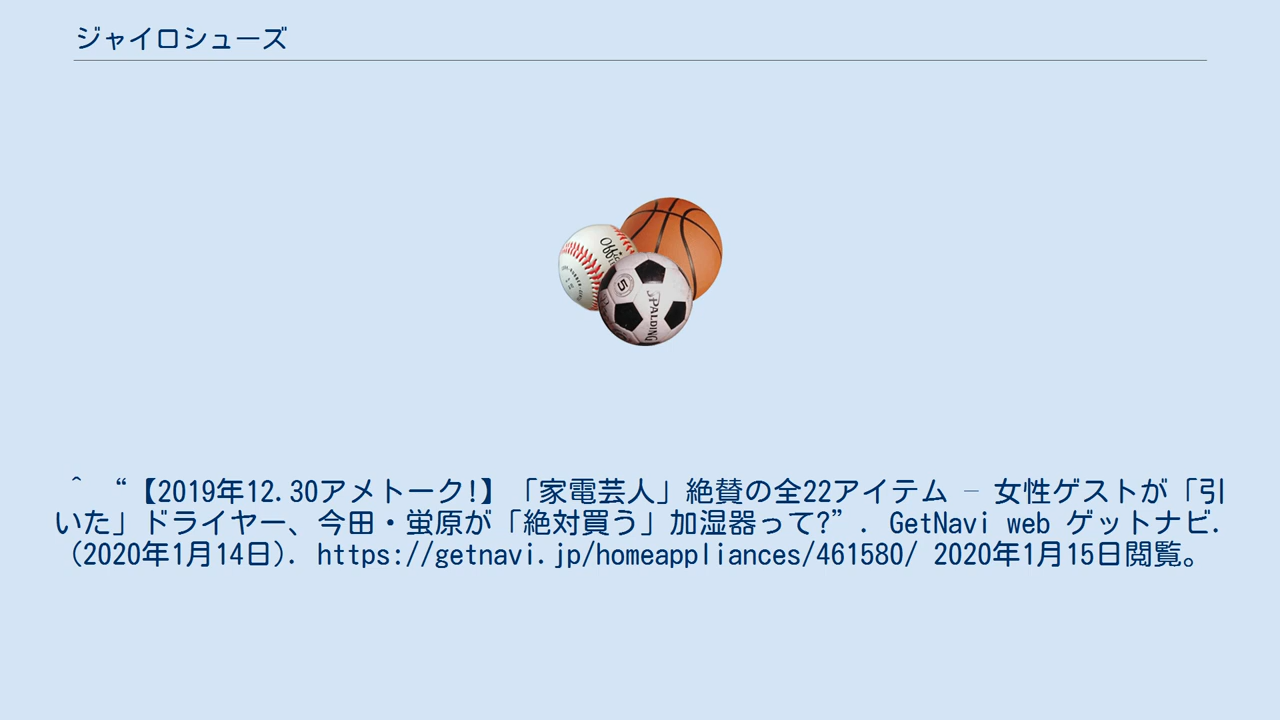 ジャイロシューズ
Offici
5
SPALDING
^ “【2019年12.30アメトーク!】「家電芸人」絶賛の全22アイテム – 女性ゲストが「引
いた」ドライヤー、今田・蛍原が「絶対買う」加湿器って?”. GetNavi web ゲットナビ.
(2020年1月14日). https://getnavi.jp/homeappliances/461580/ 2020年1月15日閲覧。